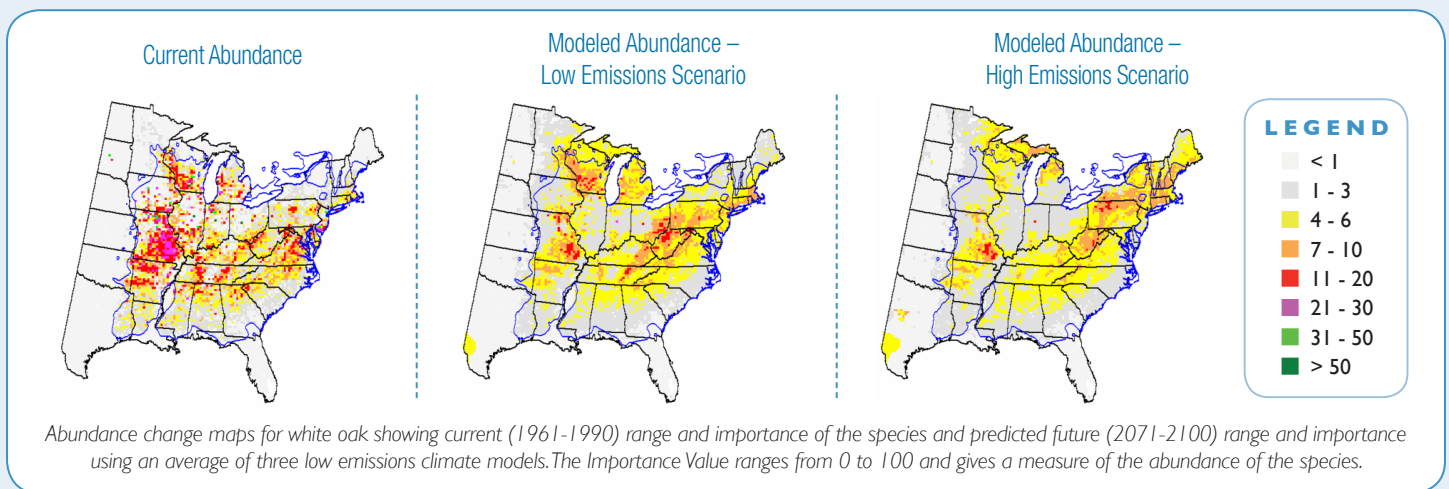 Current Abundance
Modeled Abundance –
Low Emissions Scenario
Modeled Abundance –
High Emissions Scenario
LEGEND
< 1
1 - 3
4 - 6
7 - 10
11 - 20
21 - 30
31 - 50
> 50
Abundance change maps for white oak showing current (1961-1990) range and importance of the species and predicted future (2071-2100) range and importance
using an average of three low emissions climate models. The Importance Value ranges from 0 to 100 and gives a measure of the abundance of the species.